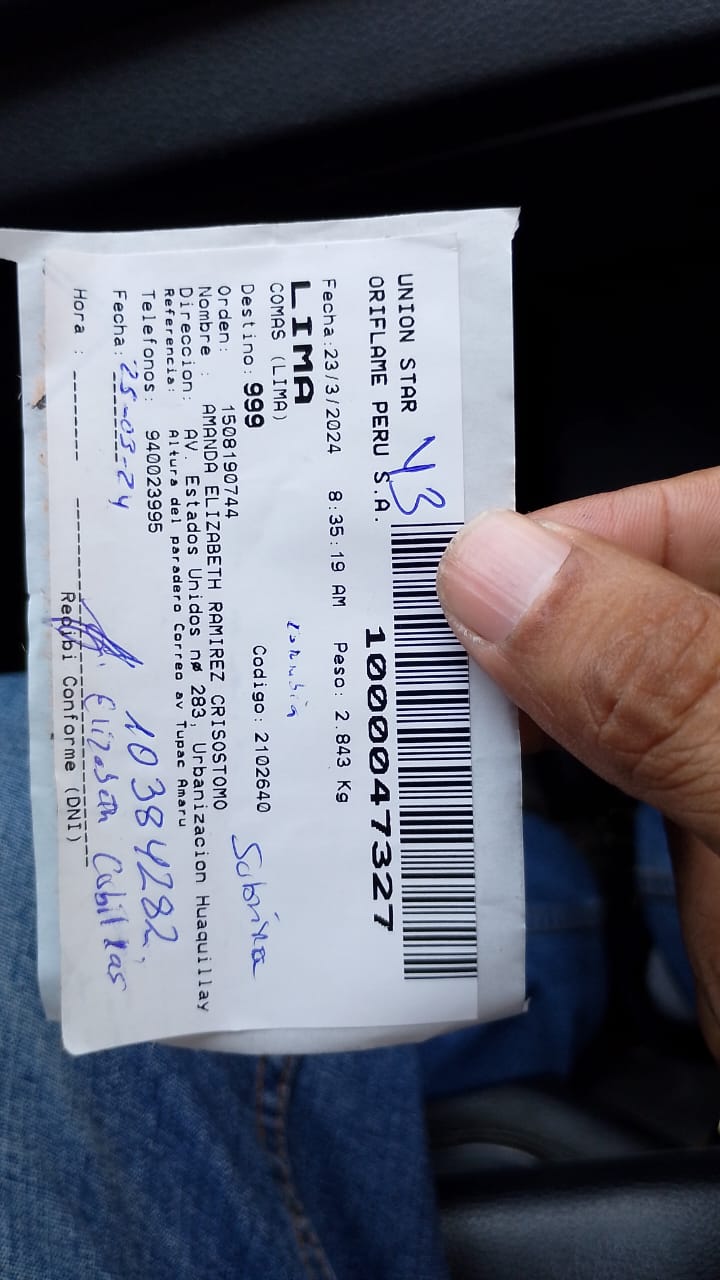 UNION STAR
43
ORIFLAME PERU S.A.
1000047327
Fecha:23/3/2024 8:35:19 AM Peso: 2.843 Kg
LIMA
COMAS (LIMA)
Destino: 999 Codigo: 2102640
Sabrina
Orden: 1508190744
Nombre : AMANDA ELIZABETH RAMIREZ CRISOSTOMO
Direccion: AV. Estados Unidos nø 283, Urbanizacion Huaquillay
Referencia: Altura del paradero Correo av Tupac Amaru
Telefonos: 940023995
10384282
Fecha: 25-03-24
Elizabeth
Hora : --------
Recibi Conforme (DNI)